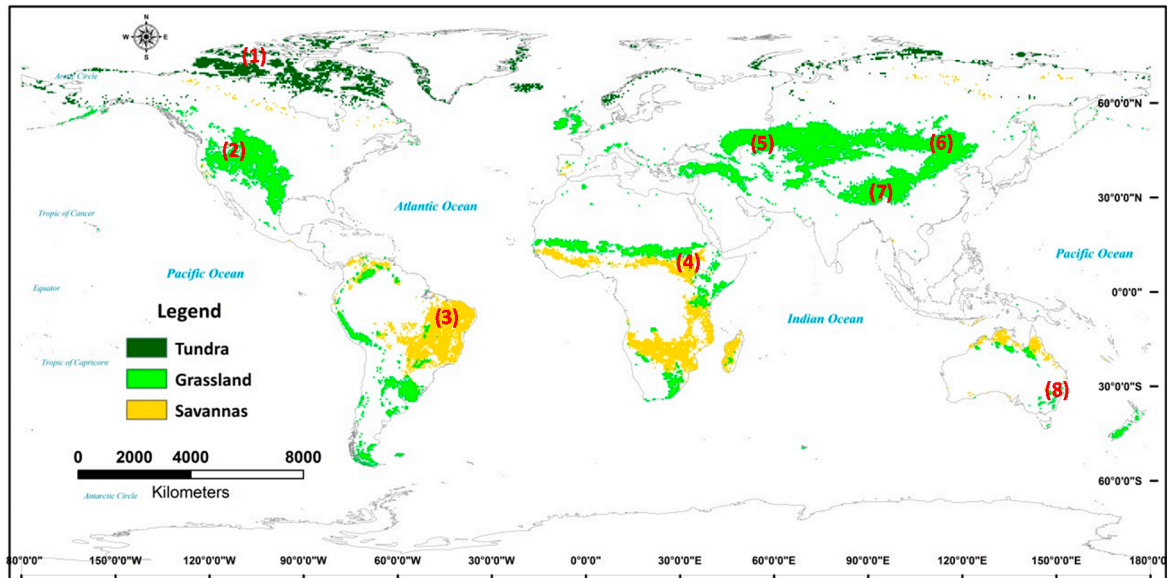 N
W E
S
(1)
Arctic Circle
60°0'0"N
(2)
(5)
(6)
(7)
30°0'0"N
Tropic of Cancer
Atlantic Ocean
Pacific Ocean
Pacific Ocean
(4)
Equator
0°0'0"
Legend
(3)
Indian Ocean
Tundra
Tropic of Capricorn
Grassland
(8)
30°0'0"S
Savannas
0 2000 4000 8000
Kilometers
Antarctic Circle
60°0'0"S
80°0'0" 150°0'0"W 120°0'0"W 90°0'0"W 60°0'0"W 30°0'0"W 0°0'0" 30°0'0"E 60°0'0"E 90°0'0"E 120°0'0"E 150°0'0"E 180°0'0"